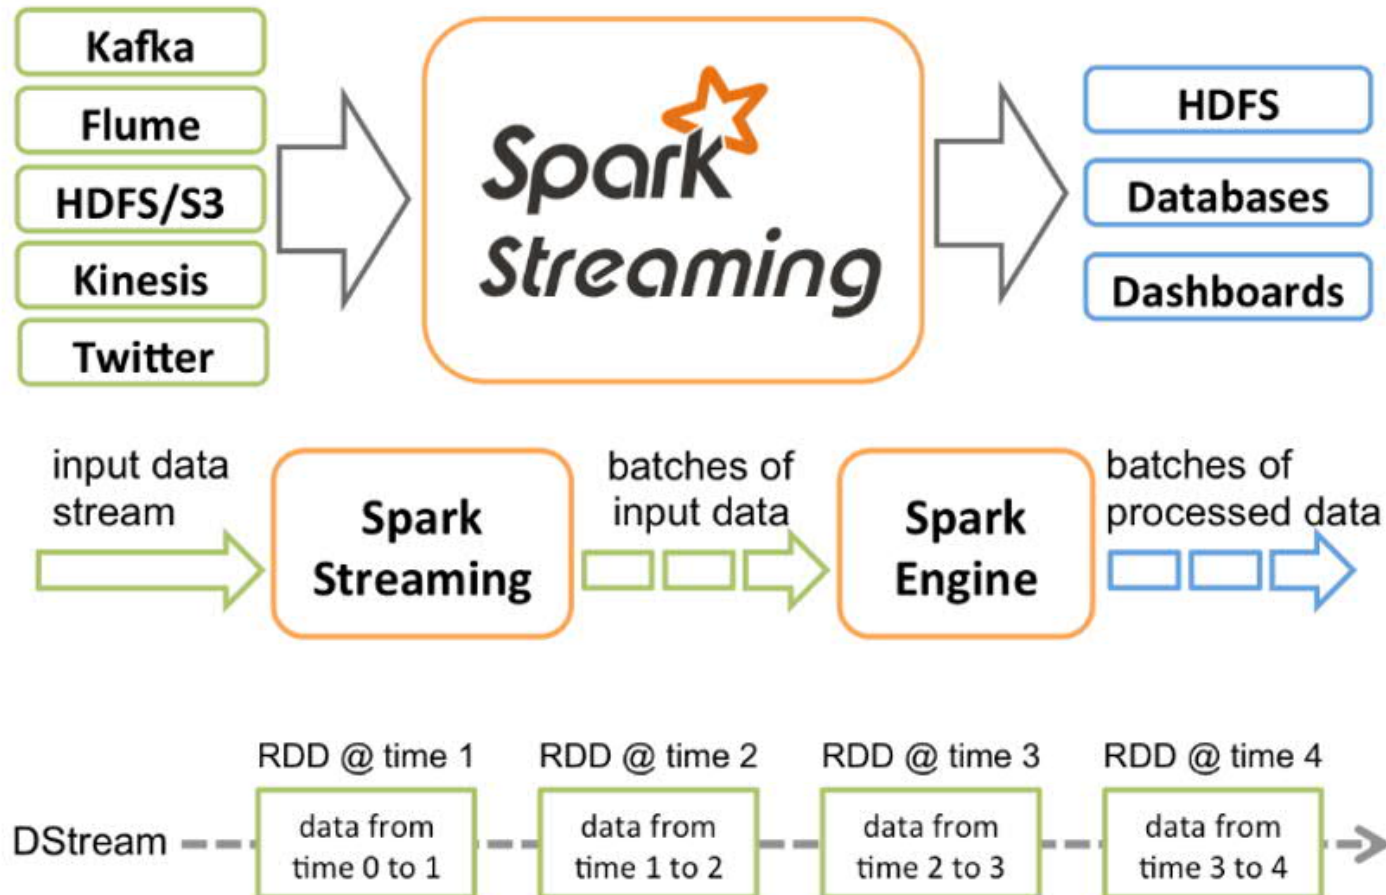 Kafka
Flume
HDFS/S3
Kinesis
Twitter
Spark
Streaming
HDFS
Databases
Dashboards
input data
stream
Spark
Streaming
batches of
input data
Spark
Engine
batches of
processed data
RDD @ time 1
RDD @ time 2
RDD @ time 3
RDD @ time 4
DStream
data from
time 0 to 1
data from
time 1 to 2
data from
time 2 to 3
data from
time 3 to 4